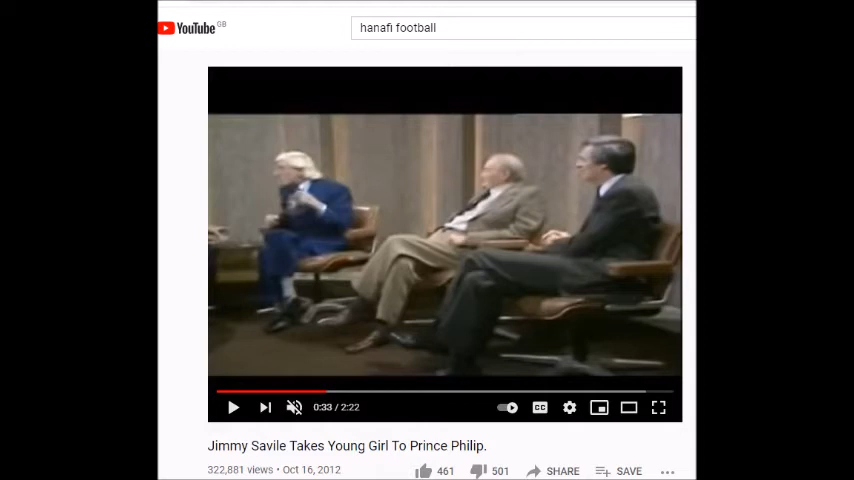 YouTube GB
hanafi football
0:33 / 2:22
CC
Jimmy Savile Takes Young Girl To Prince Philip.
322,881 views • Oct 16, 2012
461
501
SHARE
SAVE